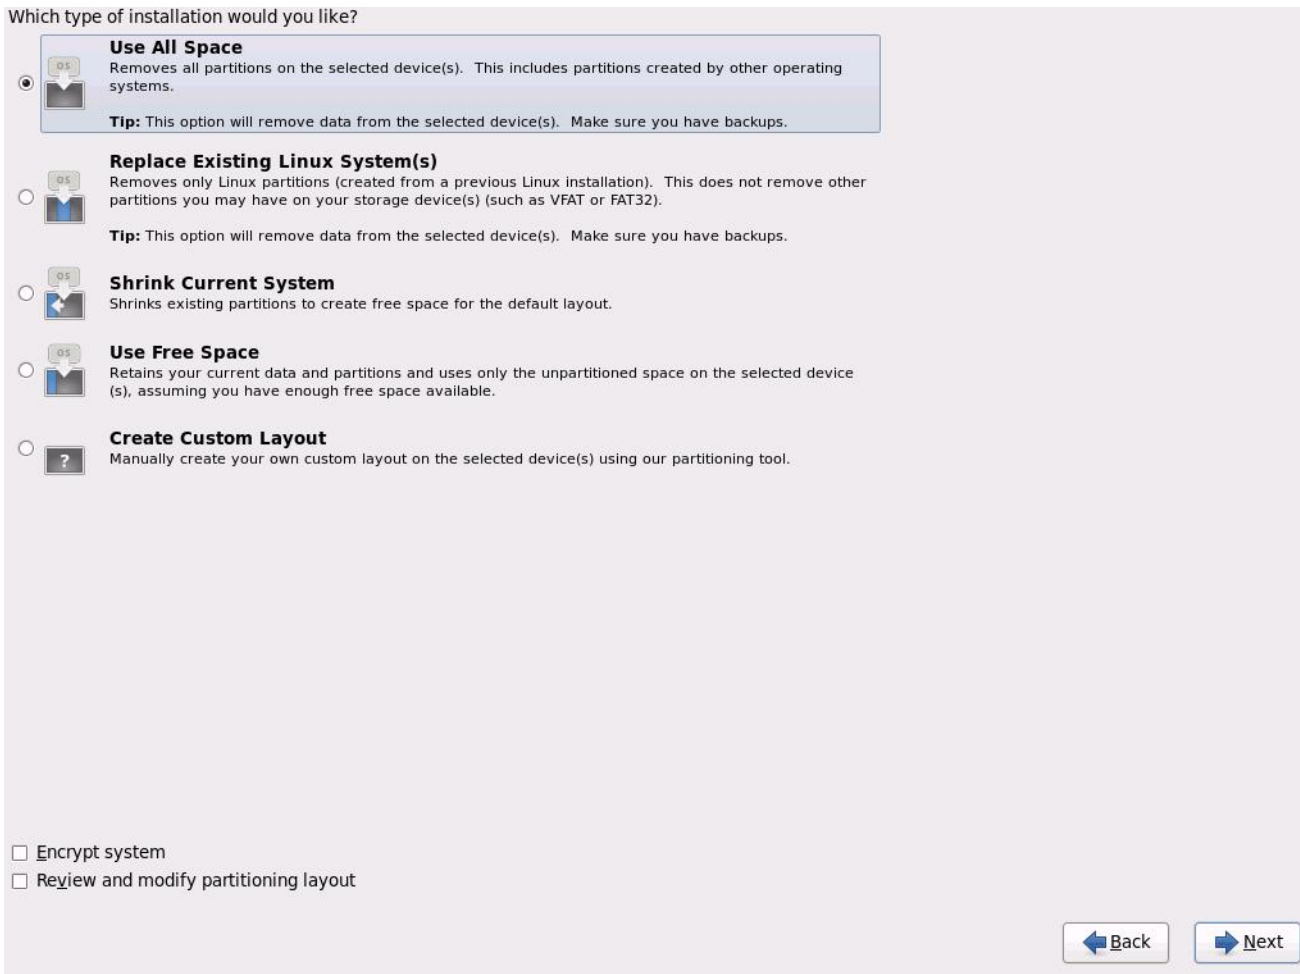 Which type of installation would you like?
OS
Use All Space
Removes all partitions on the selected device(s).  This includes partitions created by other operating
systems.
Tip: This option will remove data from the selected device(s).  Make sure you have backups.
OS
Replace Existing Linux System(s)
Removes only Linux partitions (created from a previous Linux installation).  This does not remove other
partitions you may have on your storage device(s) (such as VFAT or FAT32).
Tip: This option will remove data from the selected device(s).  Make sure you have backups.
OS
Shrink Current System
Shrinks existing partitions to create free space for the default layout.
OS
Use Free Space
Retains your current data and partitions and uses only the unpartitioned space on the selected device
(s), assuming you have enough free space available.
?
Create Custom Layout
Manually create your own custom layout on the selected device(s) using our partitioning tool.
Encrypt system
Review and modify partitioning layout
Back
Next